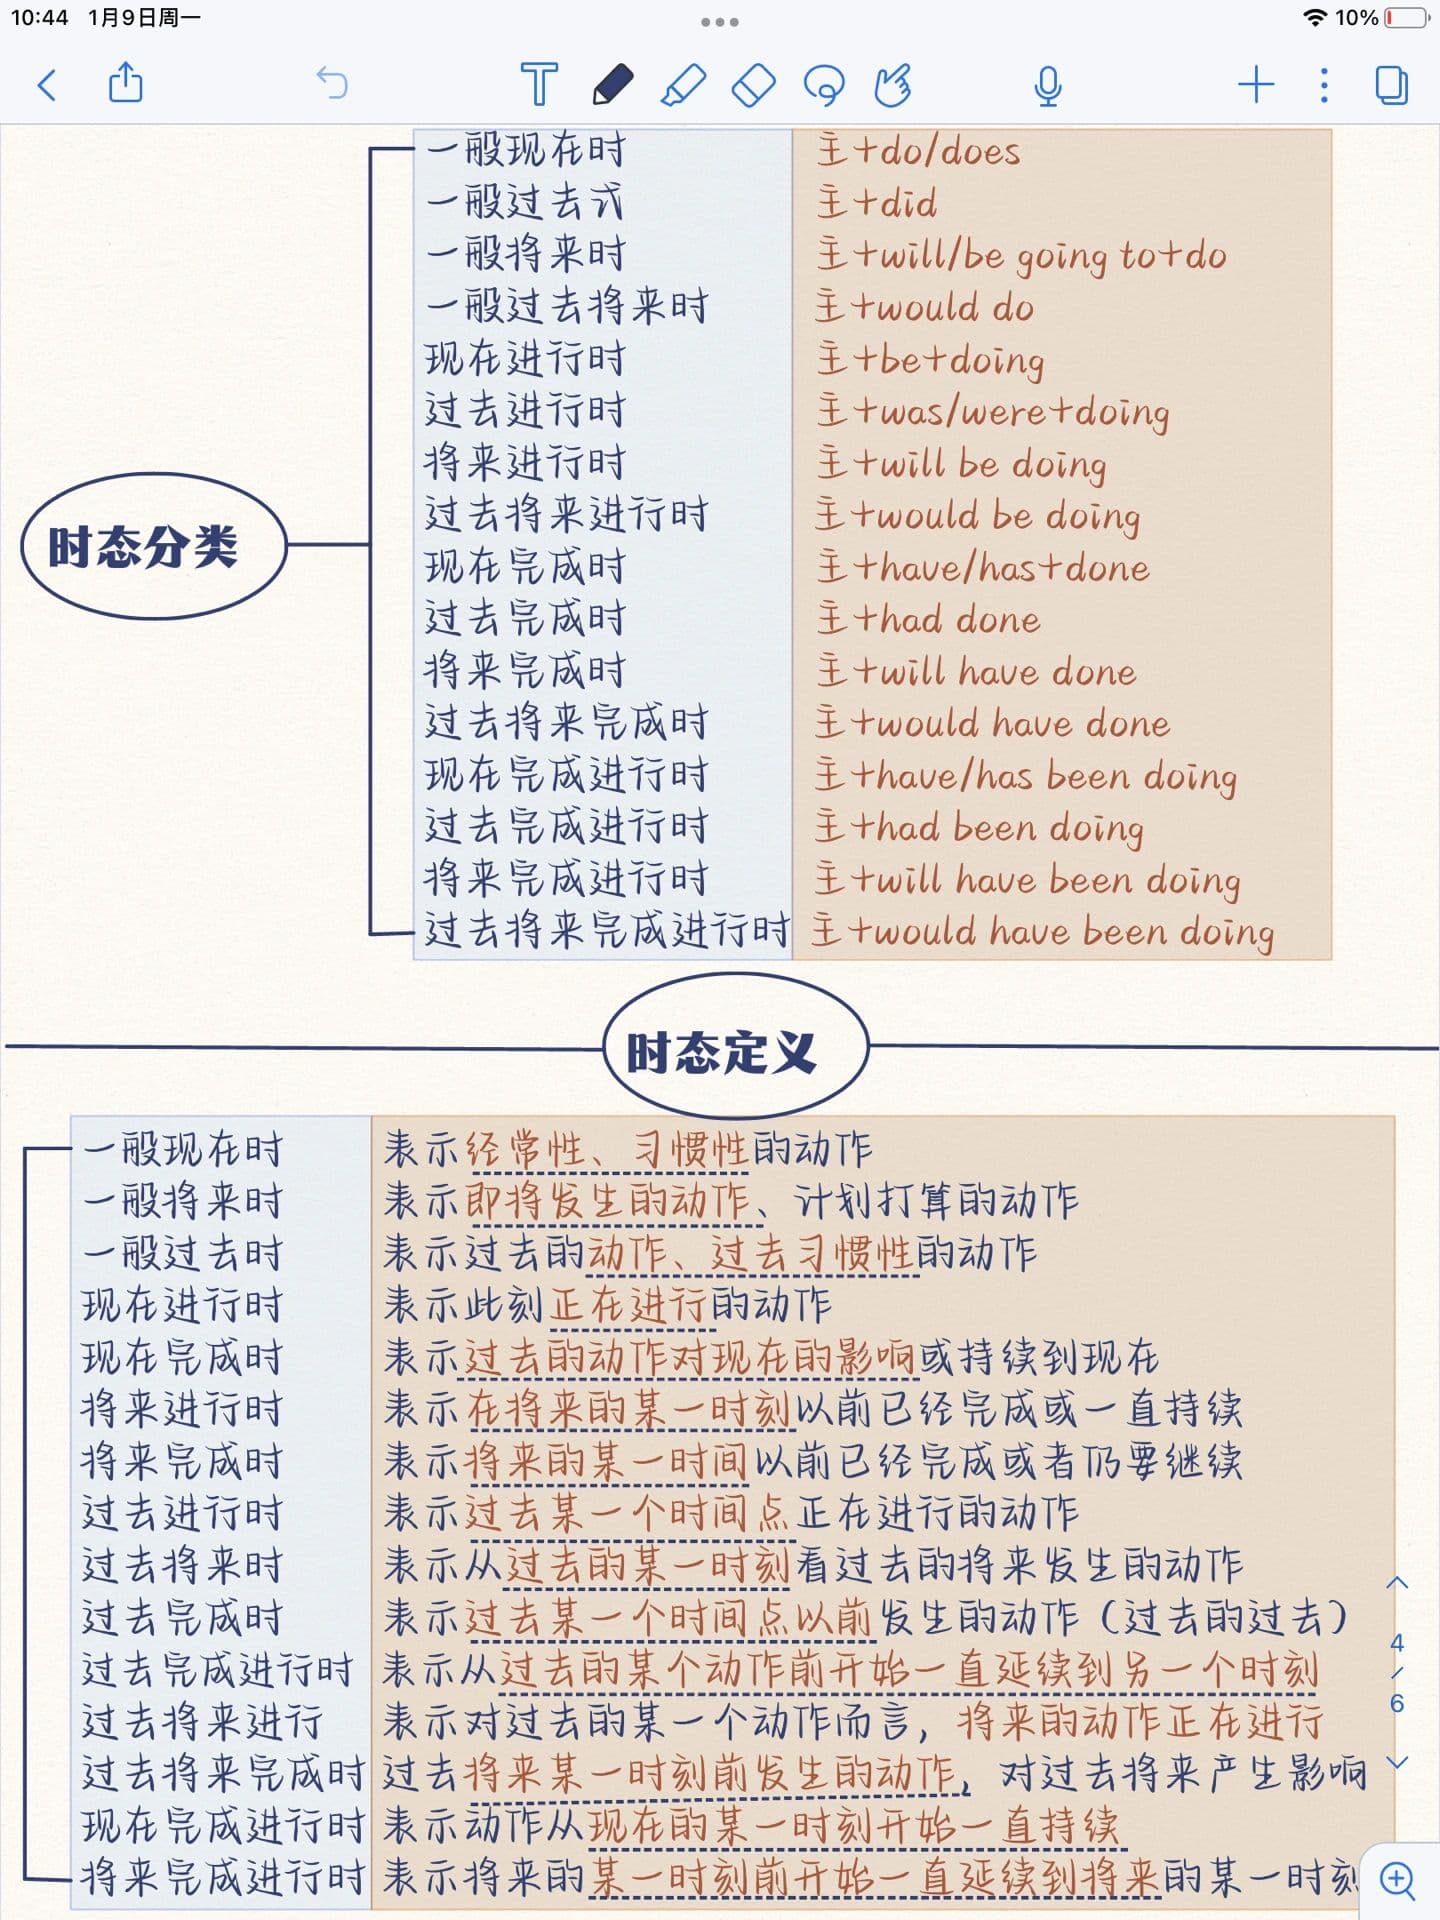 10:44 1月9日周一
10%
一般现在时 主+do/does
一般过去式 主+did
一般将来时 主+will/be going to+do
一般过去将来时 主+would do
现在进行时 主+be+doing
过去进行时 主+was/were+doing
将来进行时 主+will be doing
过去将来进行时 主+would be doing
时态分类
现在完成时 主+have/has+done
过去完成时 主+had done
将来完成时 主+will have done
过去将来完成时 主+would have done
现在完成进行时 主+have/has been doing
过去完成进行时 主+had been doing
将来完成进行时 主+will have been doing
过去将来完成进行时 主+would have been doing
时态定义
一般现在时 表示经常性、习惯性的动作
一般将来时 表示即将发生的动作、计划打算的动作
一般过去时 表示过去的动作、过去习惯性的动作
现在进行时 表示此刻正在进行的动作
现在完成时 表示过去的动作对现在的影响或持续到现在
将来进行时 表示在将来的某一时刻以前已经完成或一直持续
将来完成时 表示将来的某一时间以前已经完成或者仍要继续
过去进行时 表示过去某一个时间点正在进行的动作
过去将来时 表示从过去的某一时刻看过去的将来发生的动作
过去完成时 表示过去某一个时间点以前发生的动作（过去的过去）
过去完成进行时 表示从过去的某个动作前开始一直延续到另一个时刻
过去将来进行 表示对过去的某一个动作而言，将来的动作正在进行
过去将来完成时 过去将来某一时刻前发生的动作，对过去将来产生影响
现在完成进行时 表示动作从现在的某一时刻开始一直持续
将来完成进行时 表示将来的某一时刻前开始一直延续到将来的某一时刻
4
/
6